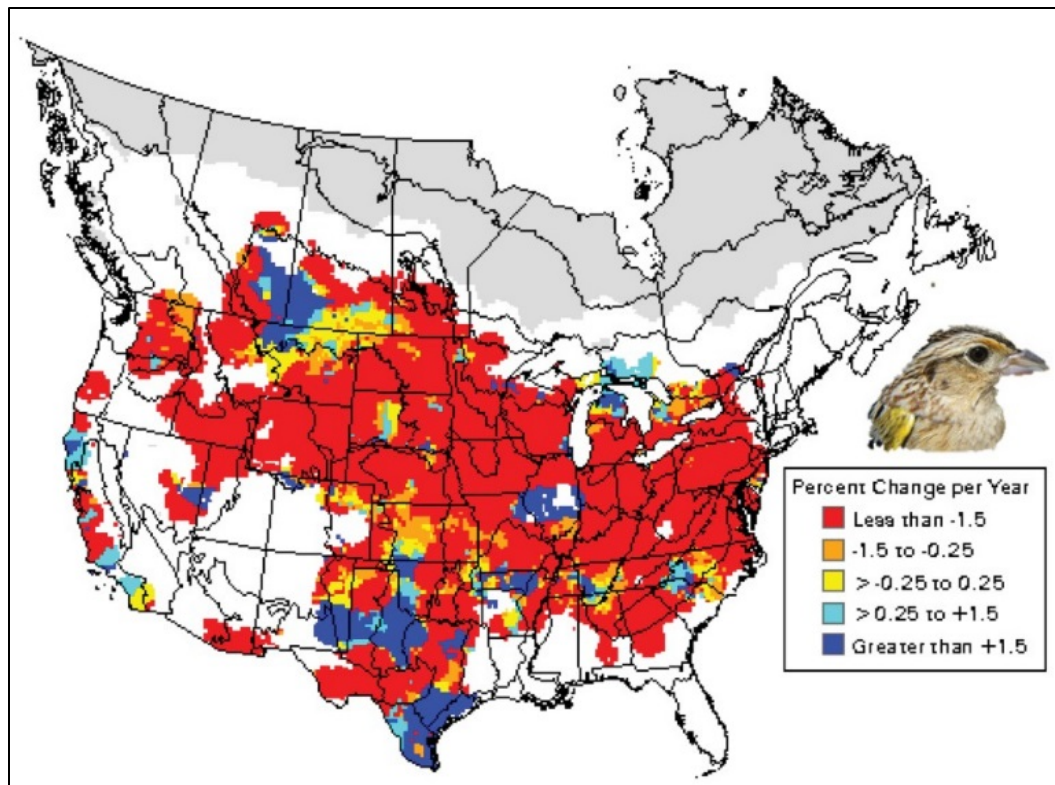 Percent Change per Year
Less than -1.5
-1.5 to -0.25
> -0.25 to 0.25
> 0.25 to +1.5
Greater than +1.5